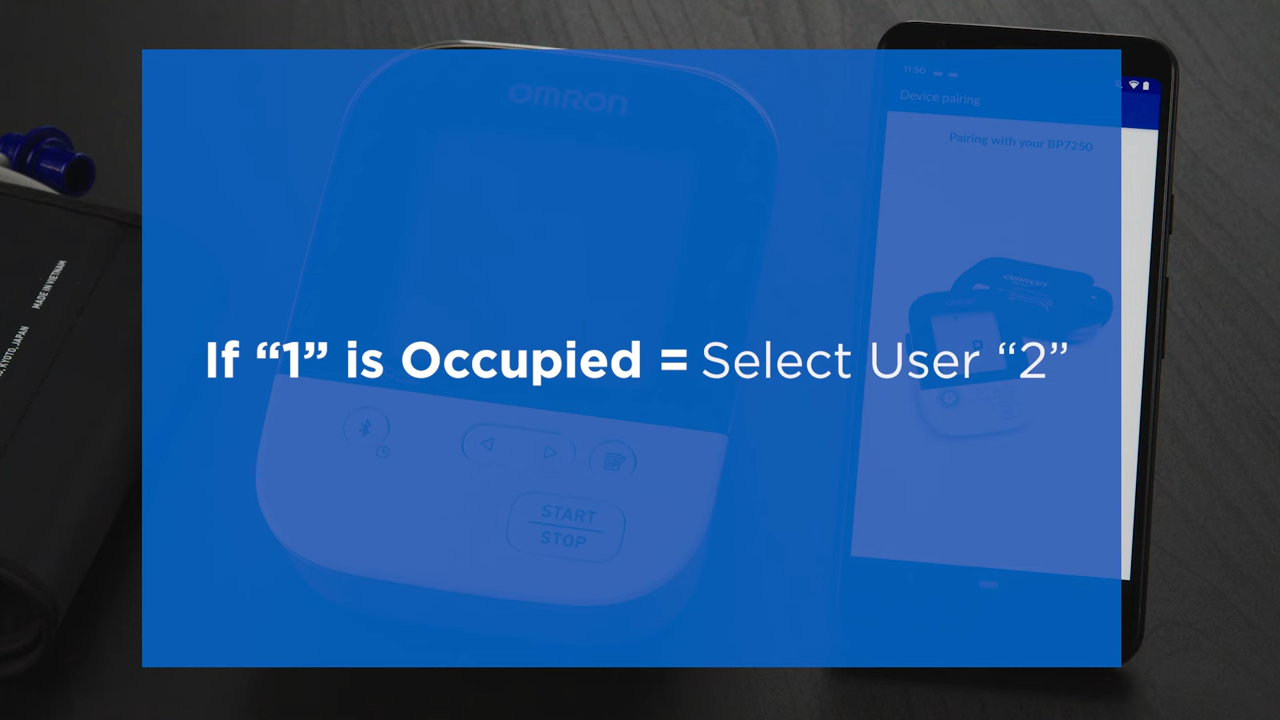 OMRON
11:50
Device pairing
Pairing with your BP7250
OMRON
MADE IN VIETNAM
KYOTO, JAPAN
If “1” is Occupied = Select User “2”
P
START
STOP